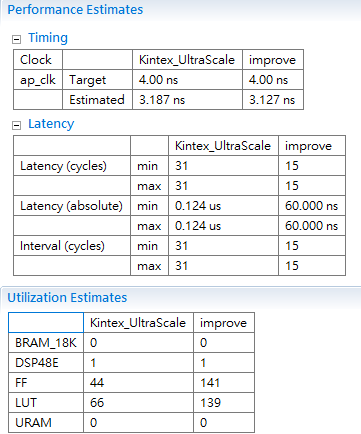 Performance Estimates
Timing
Clock Kintex_UltraScale improve
ap_clk Target 4.00 ns 4.00 ns
Estimated 3.187 ns 3.127 ns
Latency
Kintex_UltraScale improve
Latency (cycles) min 31 15
max 31 15
Latency (absolute) min 0.124 us 60.000 ns
max 0.124 us 60.000 ns
Interval (cycles) min 31 15
max 31 15
Utilization Estimates
Kintex_UltraScale improve
BRAM_18K 0 0
DSP48E 1 1
FF 44 141
LUT 66 139
URAM 0 0